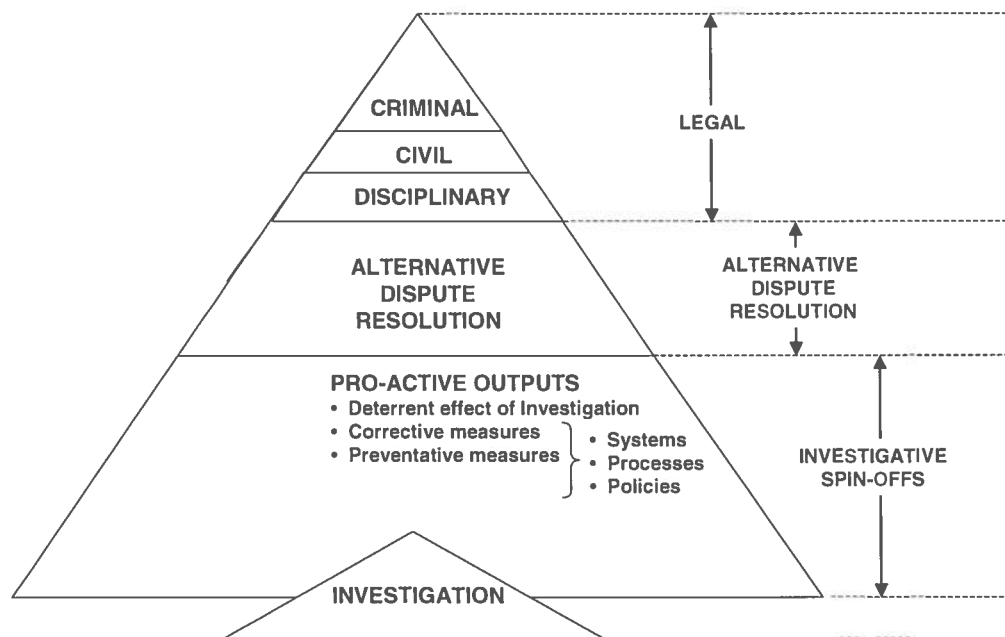 CRIMINAL
CIVIL
DISCIPLINARY
LEGAL
ALTERNATIVE
DISPUTE
RESOLUTION
ALTERNATIVE
DISPUTE
RESOLUTION
PRO-ACTIVE OUTPUTS
• Deterrent effect of Investigation
• Corrective measures
• Preventative measures
• Systems
• Processes
• Policies
INVESTIGATIVE
SPIN-OFFS
INVESTIGATION